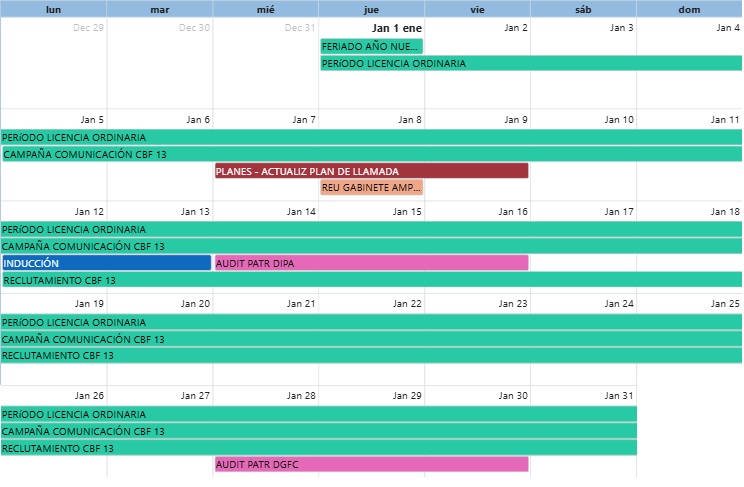 lun mar mié jue vie sáb dom
Dec 29 Dec 30 Dec 31 Jan 1 ene Jan 2 Jan 3 Jan 4
FERIADO AÑO NUE...
PERíODO LICENCIA ORDINARIA
Jan 5 Jan 6 Jan 7 Jan 8 Jan 9 Jan 10 Jan 11
PERíODO LICENCIA ORDINARIA
CAMPAÑA COMUNICACIÓN CBF 13
PLANES - ACTUALIZ PLAN DE LLAMADA
REU GABINETE AMP...
Jan 12 Jan 13 Jan 14 Jan 15 Jan 16 Jan 17 Jan 18
PERíODO LICENCIA ORDINARIA
CAMPAÑA COMUNICACIÓN CBF 13
INDUCCIÓN AUDIT PATR DIPA
RECLUTAMIENTO CBF 13
Jan 19 Jan 20 Jan 21 Jan 22 Jan 23 Jan 24 Jan 25
PERíODO LICENCIA ORDINARIA
CAMPAÑA COMUNICACIÓN CBF 13
RECLUTAMIENTO CBF 13
Jan 26 Jan 27 Jan 28 Jan 29 Jan 30 Jan 31
PERíODO LICENCIA ORDINARIA
CAMPAÑA COMUNICACIÓN CBF 13
RECLUTAMIENTO CBF 13
AUDIT PATR DGFC